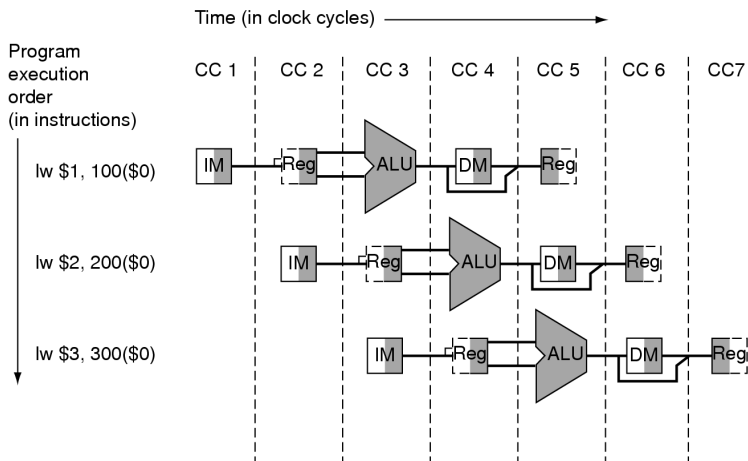 Time (in clock cycles)
Program
execution
order
(in instructions)
CC 1 CC 2 CC 3 CC 4 CC 5 CC 6 CC7
lw $1, 100($0) IM Reg ALU DM Reg
lw $2, 200($0) IM Reg ALU DM Reg
lw $3, 300($0) IM Reg ALU DM Reg